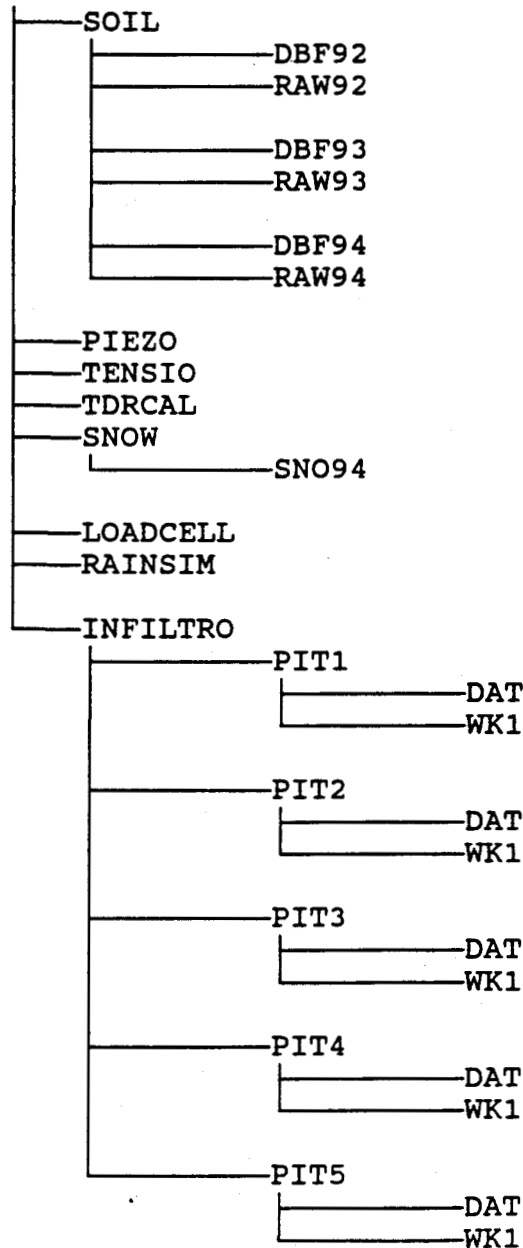 SOIL
DBF92
RAW92
DBF93
RAW93
DBF94
RAW94
PIEZO
TENSIO
TDRCAL
SNOW
SNO94
LOADCELL
RAINSIM
INFILTRO
PIT1
DAT
WK1
PIT2
DAT
WK1
PIT3
DAT
WK1
PIT4
DAT
WK1
PIT5
DAT
WK1